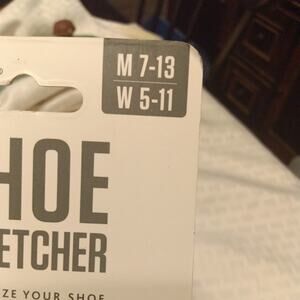 M 7-13
W 5-11
HOE
ETCHER
ZE YOUR SHOE